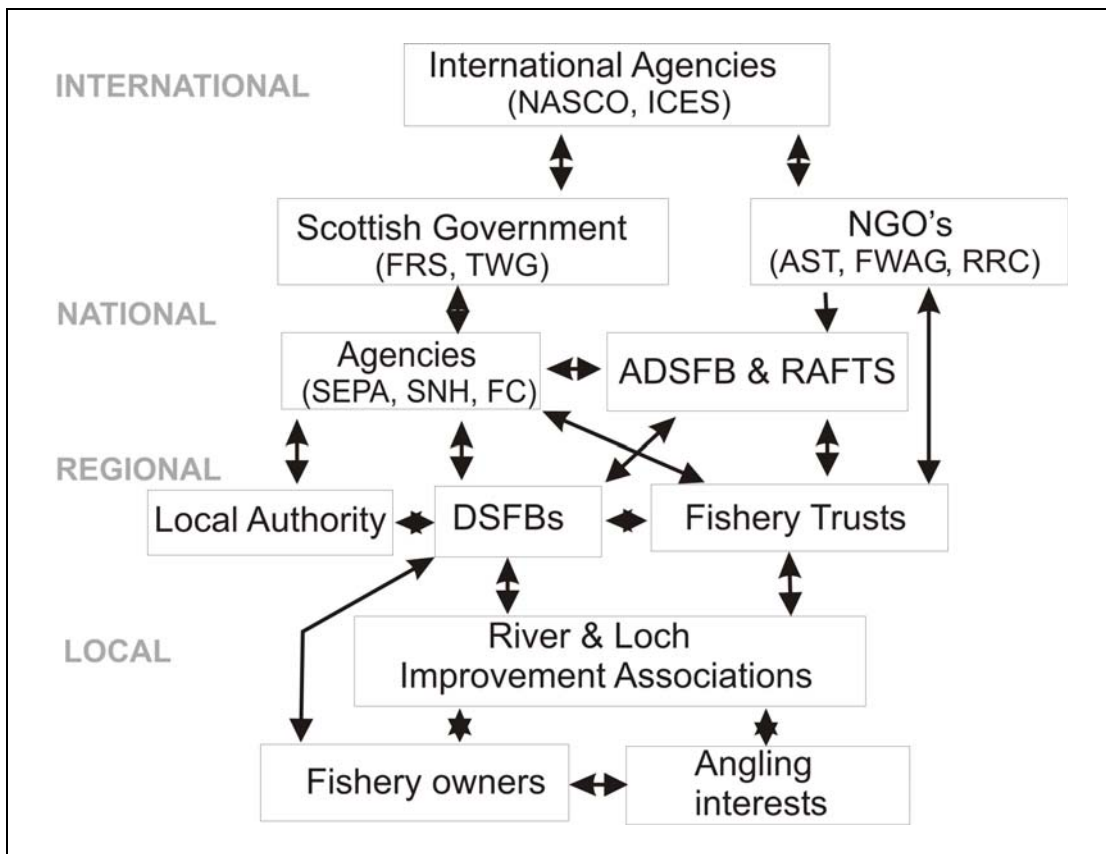 INTERNATIONAL
International Agencies
(NASCO, ICES)
Scottish Government
(FRS, TWG)
NGO's
(AST, FWAG, RRC)
NATIONAL
Agencies
(SEPA, SNH, FC)
ADSFB & RAFTS
REGIONAL
Local Authority
DSFBs
Fishery Trusts
LOCAL
River & Loch
Improvement Associations
Fishery owners
Angling
interests